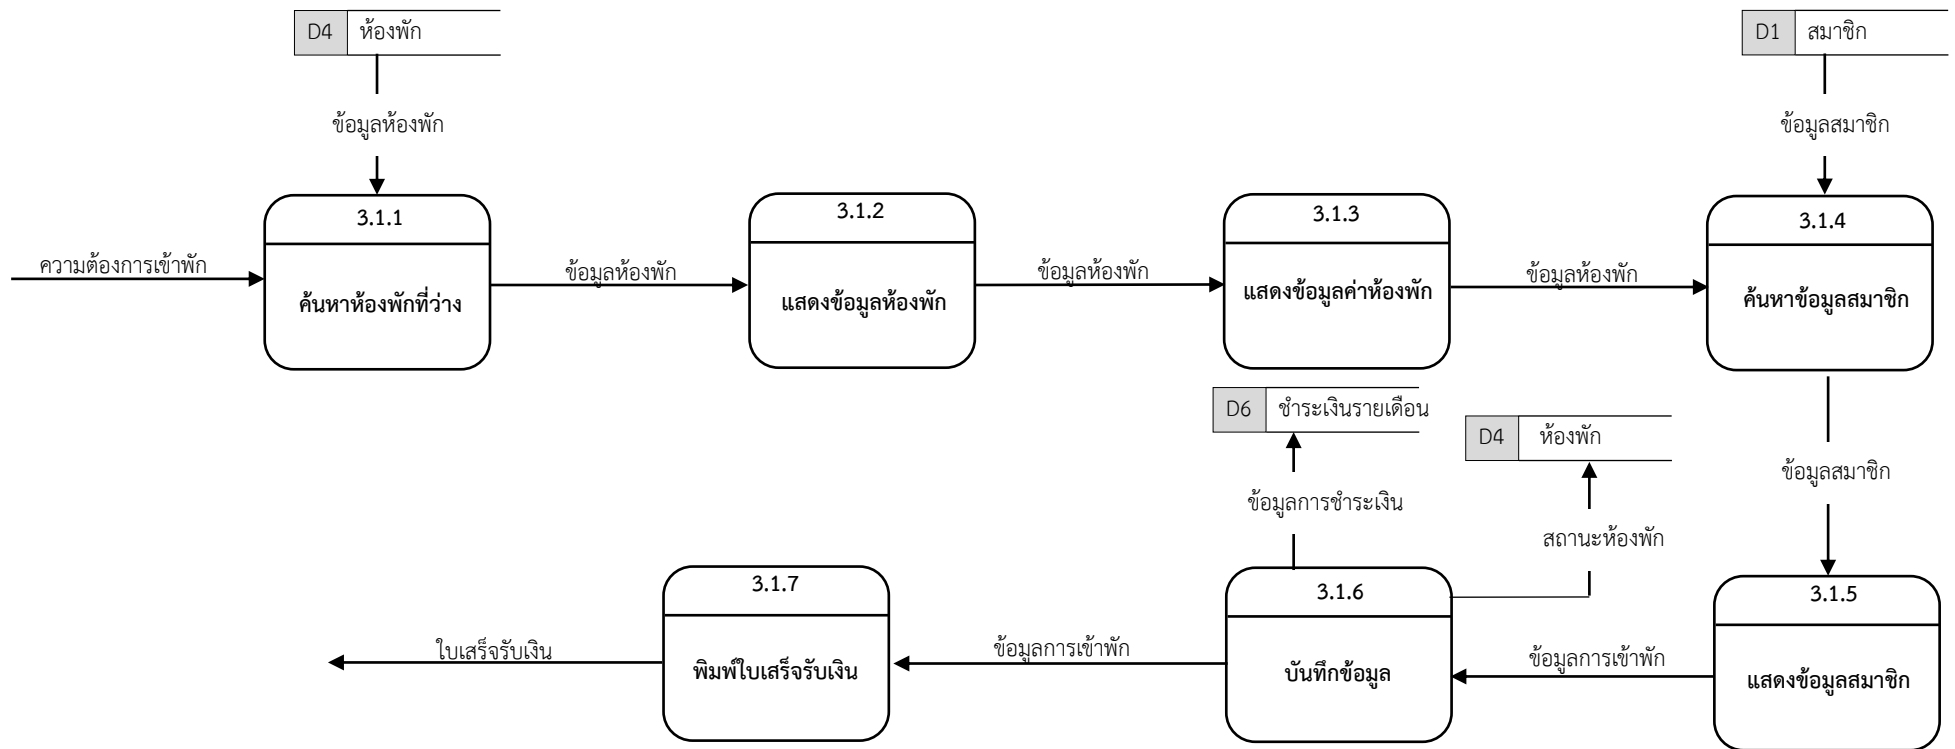 D4 ห้องพัก
D1 สมาชิก
ข้อมูลห้องพัก
ข้อมูลสมาชิก
3.1.1
3.1.2
3.1.3
3.1.4
ความต้องการเข้าพัก
ค้นหาห้องพักที่ว่าง
ข้อมูลห้องพัก
แสดงข้อมูลห้องพัก
ข้อมูลห้องพัก
แสดงข้อมูลค่าห้องพัก
ข้อมูลห้องพัก
ค้นหาข้อมูลสมาชิก
D6 ชำระเงินรายเดือน
D4 ห้องพัก
ข้อมูลสมาชิก
ข้อมูลการชำระเงิน
สถานะห้องพัก
3.1.7
3.1.6
3.1.5
ใบเสร็จรับเงิน
พิมพ์ใบเสร็จรับเงิน
ข้อมูลการเข้าพัก
บันทึกข้อมูล
ข้อมูลการเข้าพัก
แสดงข้อมูลสมาชิก